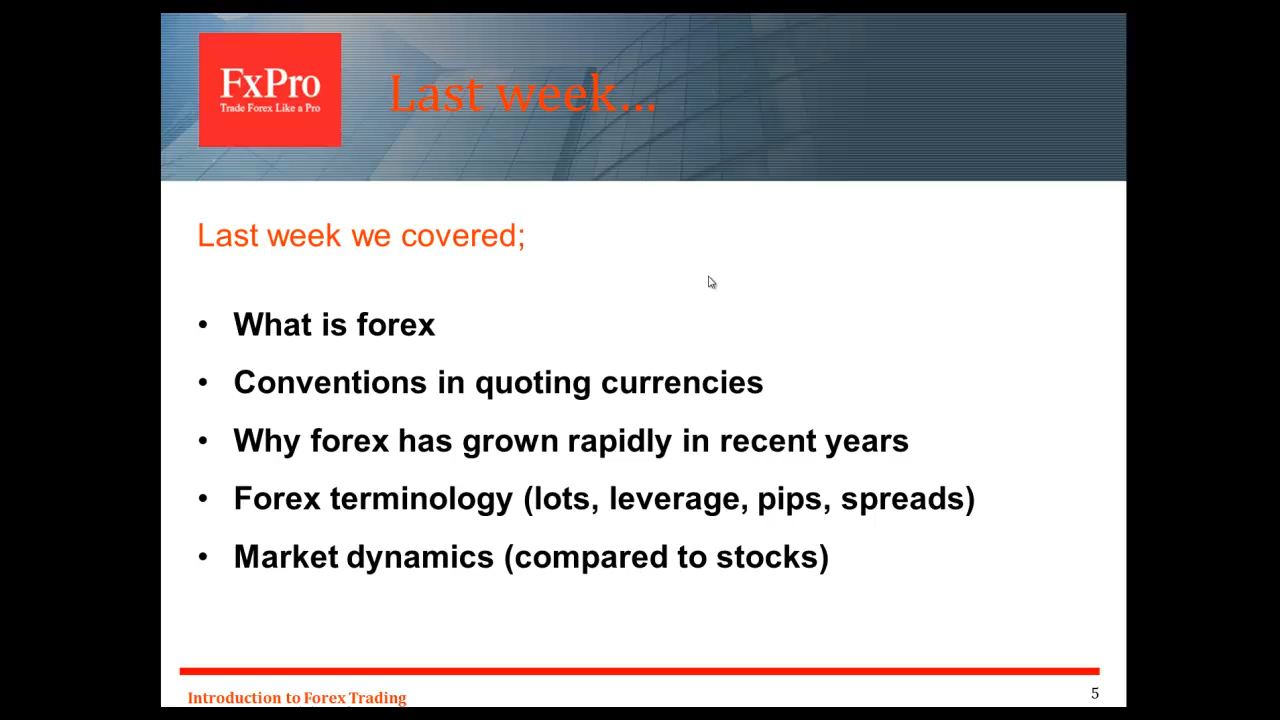 FxPro
Trade Forex Like a Pro
Last week...
Last week we covered;
• What is forex
• Conventions in quoting currencies
• Why forex has grown rapidly in recent years
• Forex terminology (lots, leverage, pips, spreads)
• Market dynamics (compared to stocks)
Introduction to Forex Trading
5